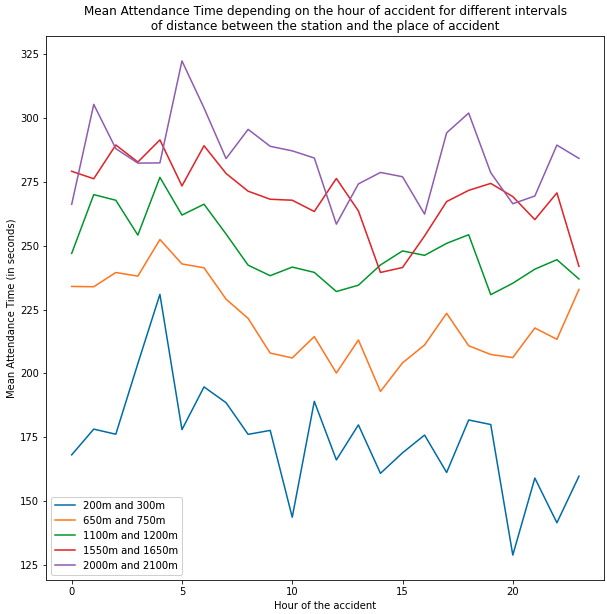 Mean Attendance Time depending on the hour of accident for different intervals
of distance between the station and the place of accident
Mean Attendance Time (in seconds)
325
300
275
250
225
200
175
150
125
200m and 300m
650m and 750m
1100m and 1200m
1550m and 1650m
2000m and 2100m
0
5
10
15
20
Hour of the accident